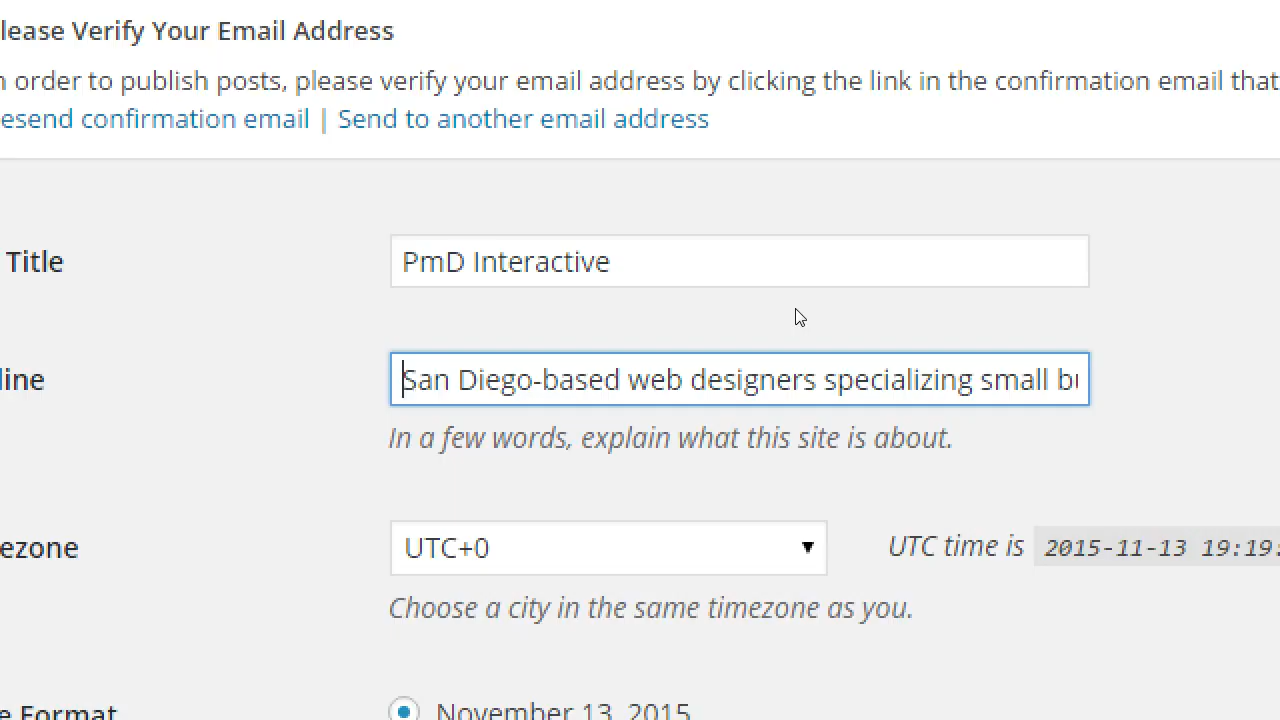 lease Verify Your Email Address
n order to publish posts, please verify your email address by clicking the link in the confirmation email that
esend confirmation email | Send to another email address
Title
PmD Interactive
line
San Diego-based web designers specializing small bu
In a few words, explain what this site is about.
ezone
UTC+0
UTC time is 2015-11-13 19:19:
Choose a city in the same timezone as you.
e Format
November 13, 2015